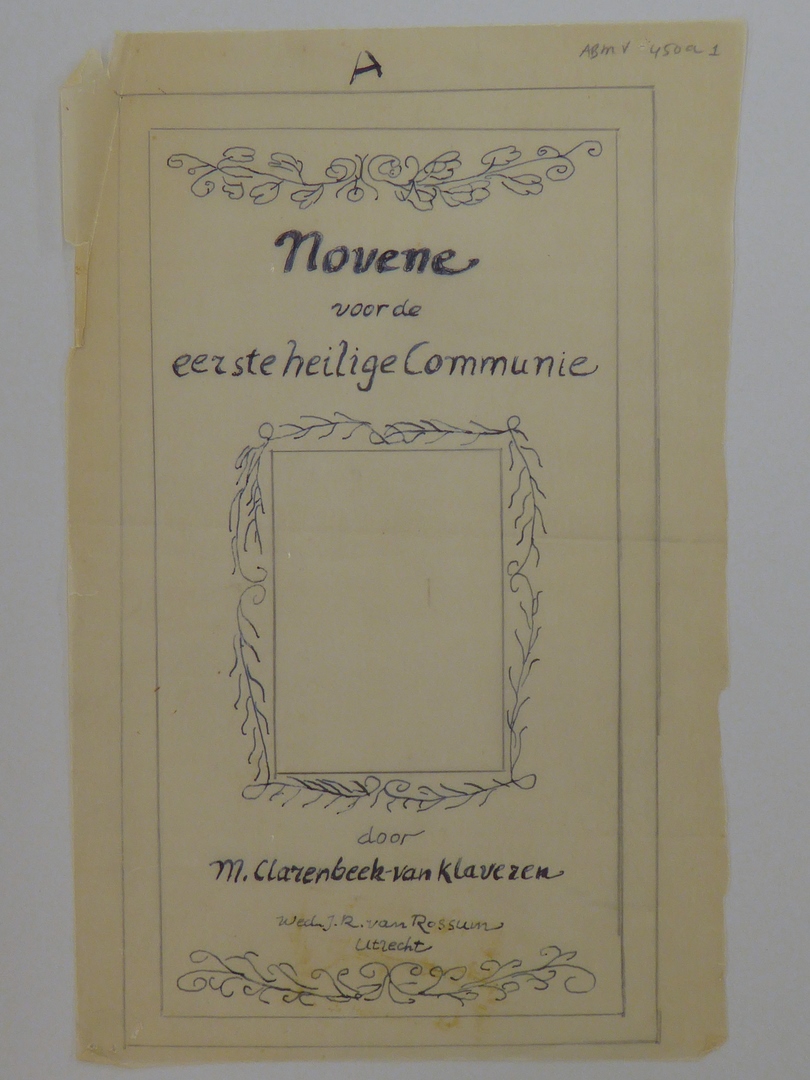 A
ABM V 450a 1
Novene
voor de
eerste heilige Communie
door
M. Clarenbeek-van Klaveren
Wed. J. R. van Rossum
Utrecht